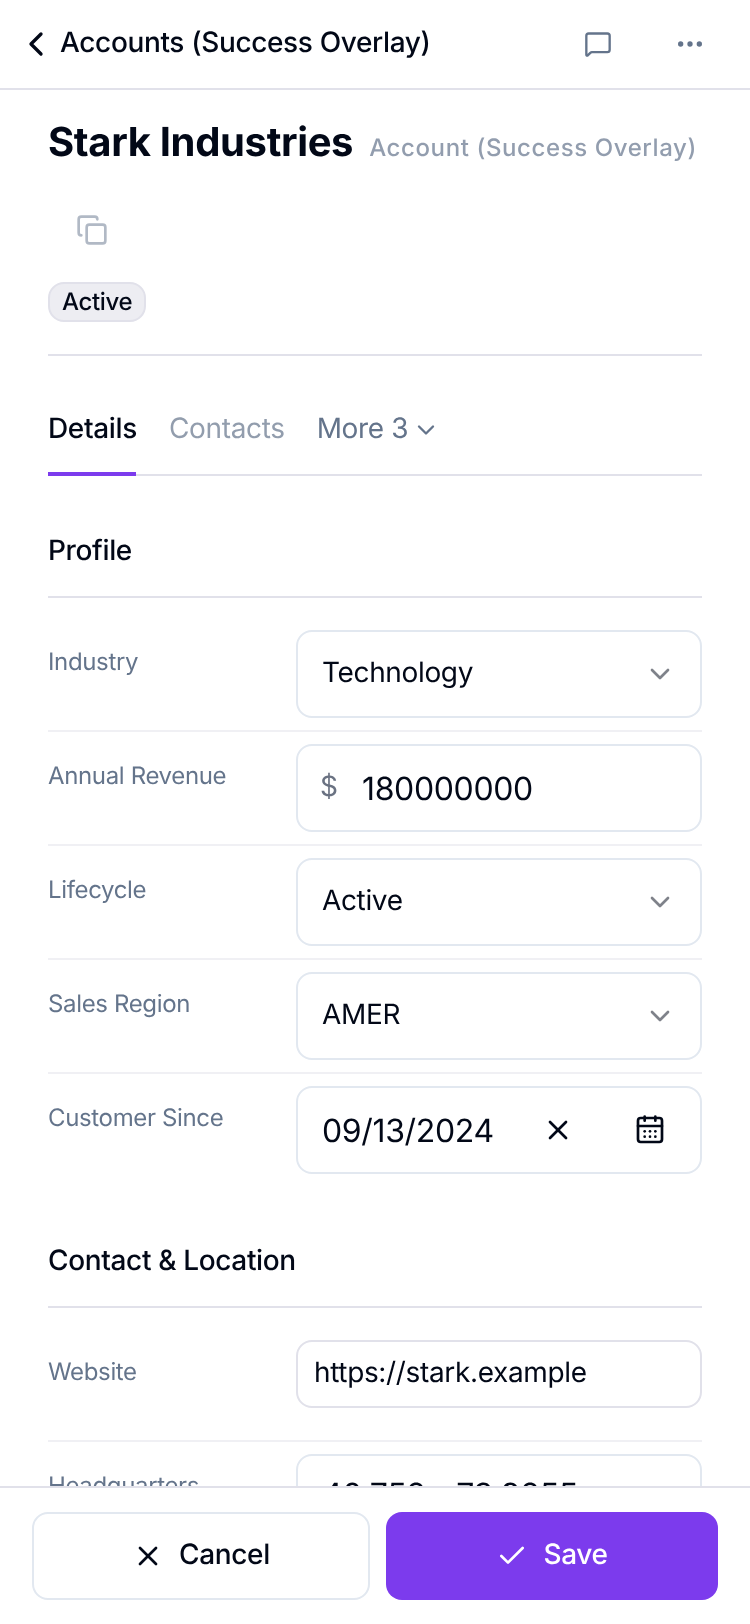 Accounts (Success Overlay)
Stark Industries Account (Success Overlay)
Active
Details Contacts More 3
Profile
Industry Technology
Annual Revenue $ 180000000
Lifecycle Active
Sales Region AMER
Customer Since 09/13/2024
Contact & Location
Website https://stark.example
Headquarters
Cancel Save